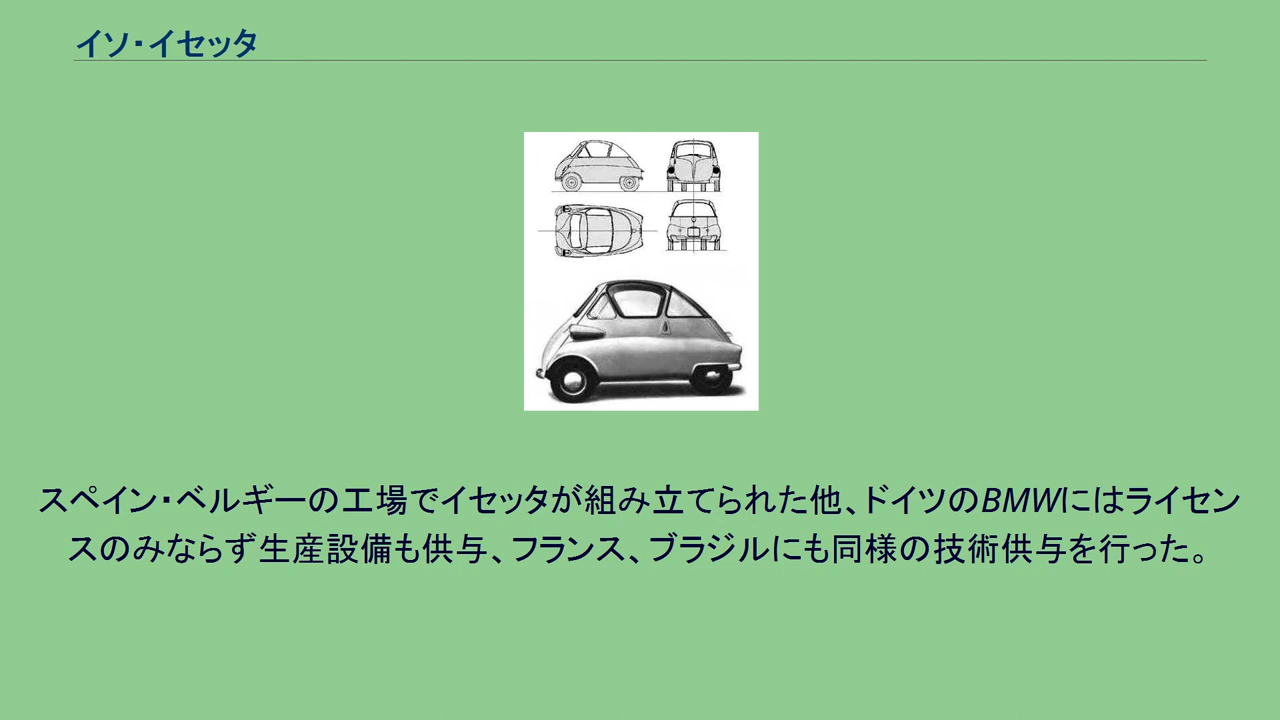 イソ・イセッタ
スペイン・ベルギーの工場でイセッタが組み立てられた他、ドイツのBMWにはライセン
スのみならず生産設備も供与、フランス、ブラジルにも同様の技術供与を行った。